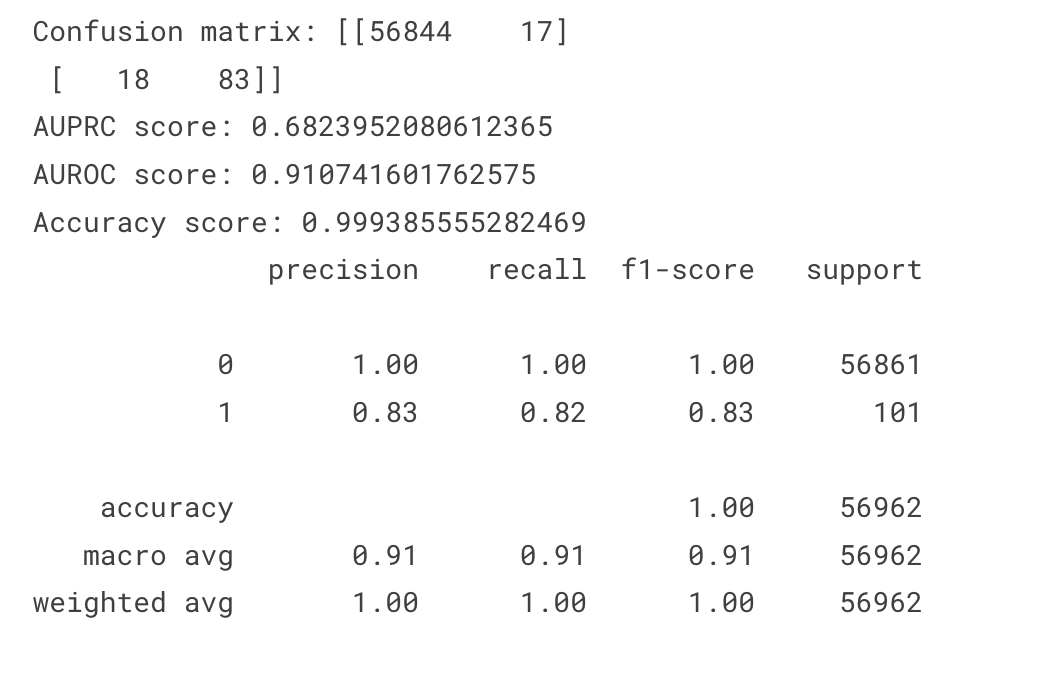 Confusion matrix: [[56844    17]
 [   18    83]]
AUPRC score: 0.6823952080612365
AUROC score: 0.910741601762575
Accuracy score: 0.999385555282469
              precision    recall  f1-score   support

           0       1.00      1.00      1.00     56861
           1       0.83      0.82      0.83       101

    accuracy                           1.00     56962
   macro avg       0.91      0.91      0.91     56962
weighted avg       1.00      1.00      1.00     56962